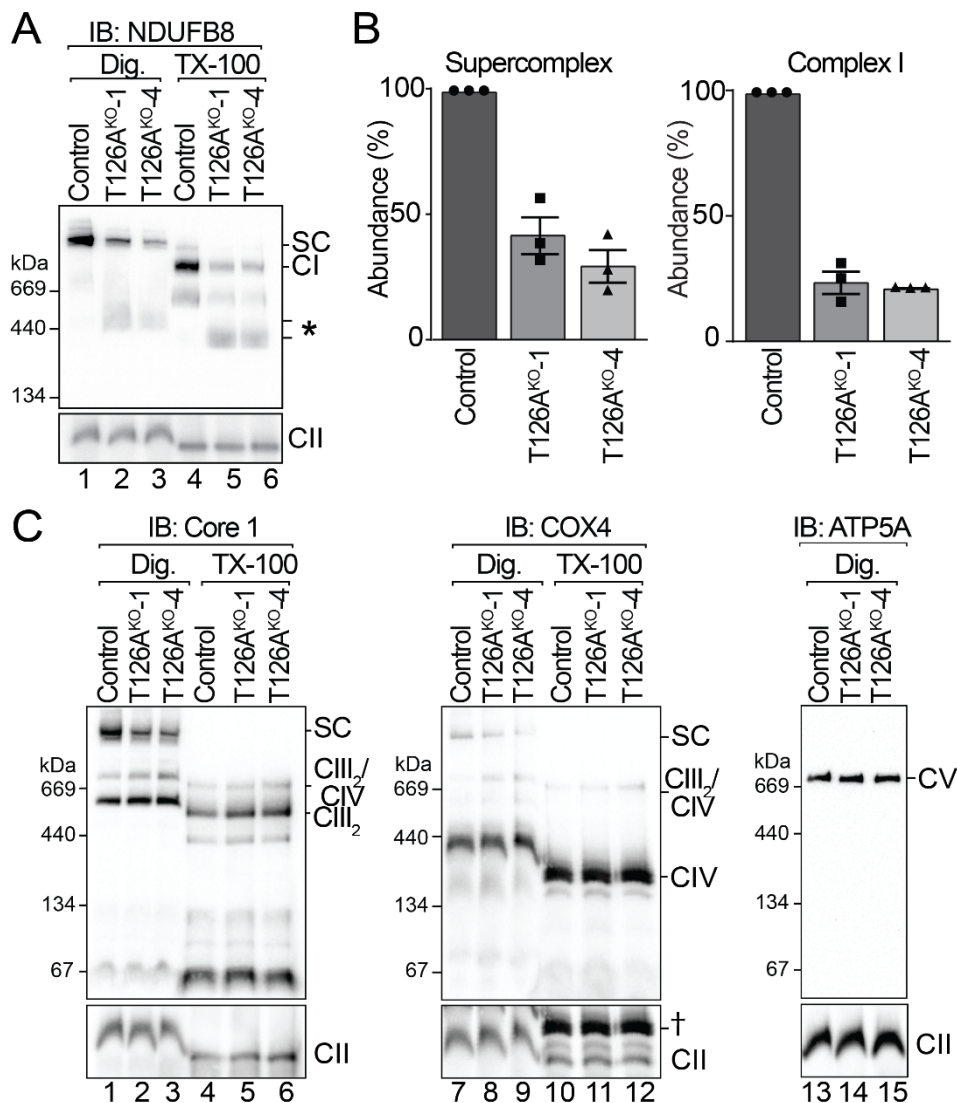 A
IB: NDUFB8
Dig. TX-100
Control T126AKO-1 T126AKO-4 Control T126AKO-1 T126AKO-4
SC
CI
kDa
669
440
*
134
CII
1 2 3 4 5 6
B
Supercomplex
Abundance (%)
100
50
0
Control T126AKO-1 T126AKO-4
Complex I
Abundance (%)
100
50
0
Control T126AKO-1 T126AKO-4
C
IB: Core 1
Dig. TX-100
Control T126AKO-1 T126AKO-4 Control T126AKO-1 T126AKO-4
SC
kDa
669
CIII2/
CIV
CIII2
440
134
67
CII
1 2 3 4 5 6
IB: COX4
Dig. TX-100
Control T126AKO-1 T126AKO-4 Control T126AKO-1 T126AKO-4
SC
kDa
669
CIII2/
CIV
440
CIV
134
67
†
CII
7 8 9 10 11 12
IB: ATP5A
Dig.
Control T126AKO-1 T126AKO-4
kDa
669
CV
440
134
67
CII
13 14 15